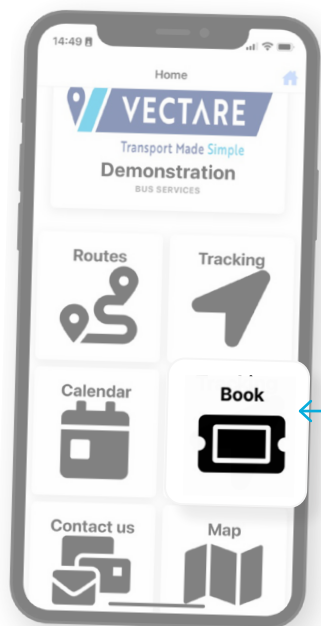 14:49
Home
VECTARE
Transport Made Simple
Demonstration
BUS SERVICES
Routes
Tracking
Calendar
Book
Contact us
Map